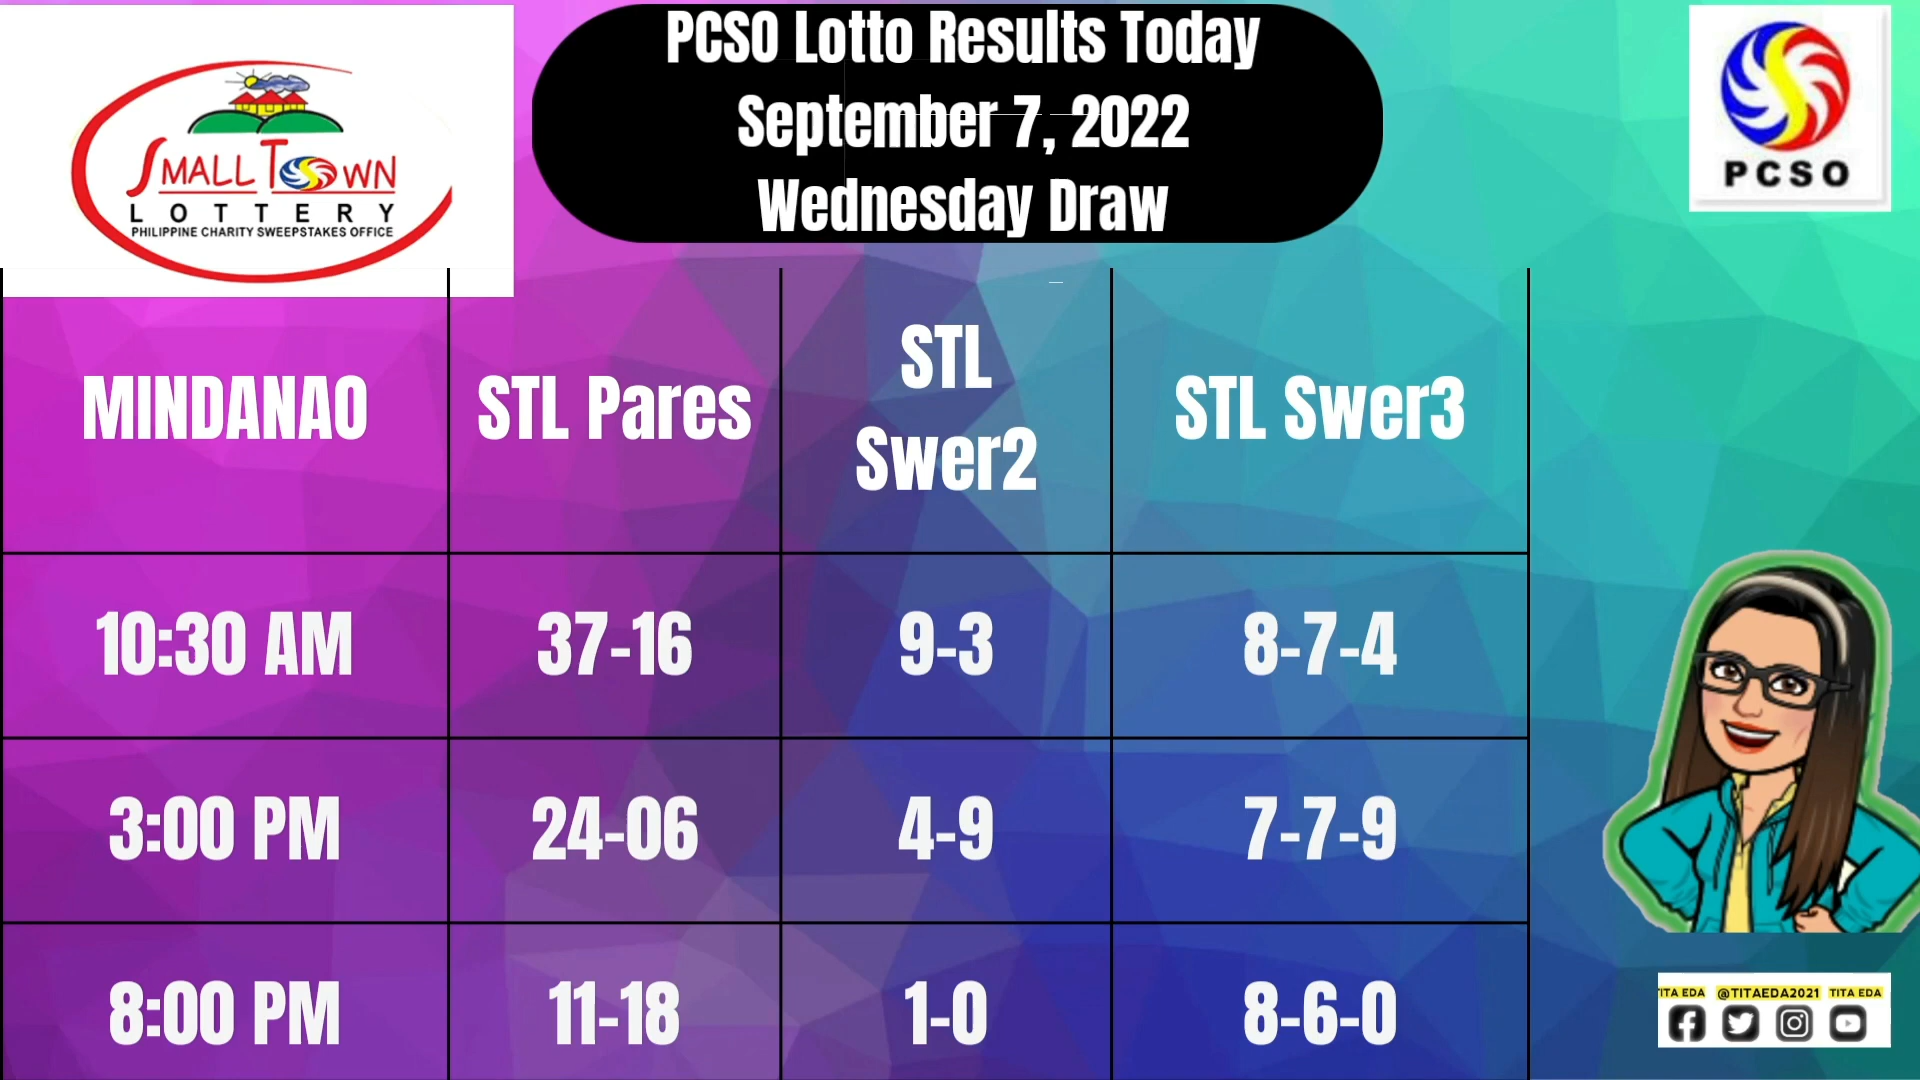 PCSO Lotto Results Today
September 7, 2022
Wednesday Draw
SMALL TOWN
LOTTERY
PHILIPPINE CHARITY SWEEPSTAKES OFFICE
PCSO
MINDANAO STL Pares STL Swer2 STL Swer3
10:30 AM 37-16 9-3 8-7-4
3:00 PM 24-06 4-9 7-7-9
8:00 PM 11-18 1-0 8-6-0
TITA EDA @TITAEDA2021 TITA EDA